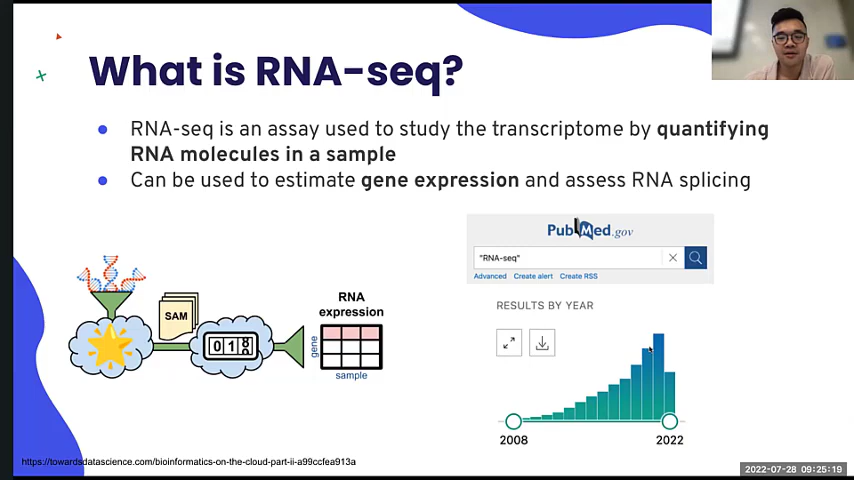 What is RNA-seq?
RNA-seq is an assay used to study the transcriptome by quantifying
RNA molecules in a sample
Can be used to estimate gene expression and assess RNA splicing
PubMed.gov
"RNA-seq"
Advanced Create alert Create RSS
RESULTS BY YEAR
2008 2022
SAM
RNA
expression
gene
sample
https://towardsdatascience.com/bioinformatics-on-the-cloud-part-ii-a99ccfea913a
2022-07-28 09:25:19